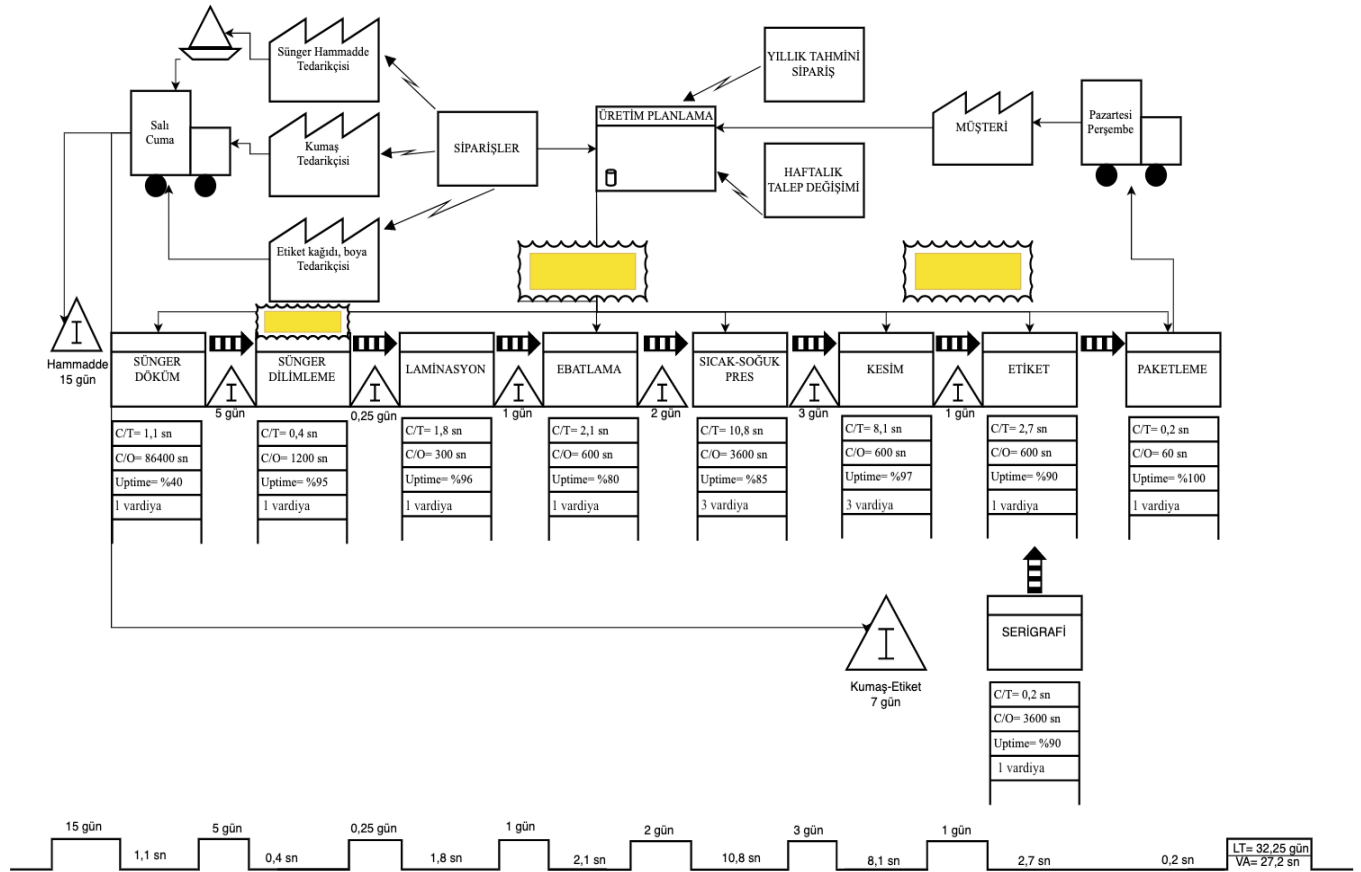 Sünger Hammadde
Tedarikçisi
YILLIK TAHMİNİ
SİPARİŞ
Salı
Cuma
Kumaş
Tedarikçisi
SİPARİŞLER
ÜRETİM PLANLAMA
MÜŞTERİ
Pazartesi
Perşembe
HAFTALIK
TALEP DEĞİŞİMİ
Etiket kağıdı, boya
Tedarikçisi
Hammadde
15 gün
SÜNGER
DÖKÜM
5 gün
SÜNGER
DİLİMLEME
0,25 gün
LAMİNASYON
1 gün
EBATLAMA
2 gün
SICAK-SOĞUK
PRES
3 gün
KESİM
1 gün
ETİKET
PAKETLEME
C/T= 1,1 sn
C/O= 86400 sn
Uptime= %40
1 vardiya
C/T= 0,4 sn
C/O= 1200 sn
Uptime= %95
1 vardiya
C/T= 1,8 sn
C/O= 300 sn
Uptime= %96
1 vardiya
C/T= 2,1 sn
C/O= 600 sn
Uptime= %80
1 vardiya
C/T= 10,8 sn
C/O= 3600 sn
Uptime= %85
3 vardiya
C/T= 8,1 sn
C/O= 600 sn
Uptime= %97
3 vardiya
C/T= 2,7 sn
C/O= 600 sn
Uptime= %90
1 vardiya
C/T= 0,2 sn
C/O= 60 sn
Uptime= %100
1 vardiya
Kumaş-Etiket
7 gün
SERİGRAFİ
C/T= 0,2 sn
C/O= 3600 sn
Uptime= %90
1 vardiya
15 gün
1,1 sn
5 gün
0,4 sn
0,25 gün
1,8 sn
1 gün
2,1 sn
2 gün
10,8 sn
3 gün
8,1 sn
1 gün
2,7 sn
0,2 sn
LT= 32,25 gün
VA= 27,2 sn